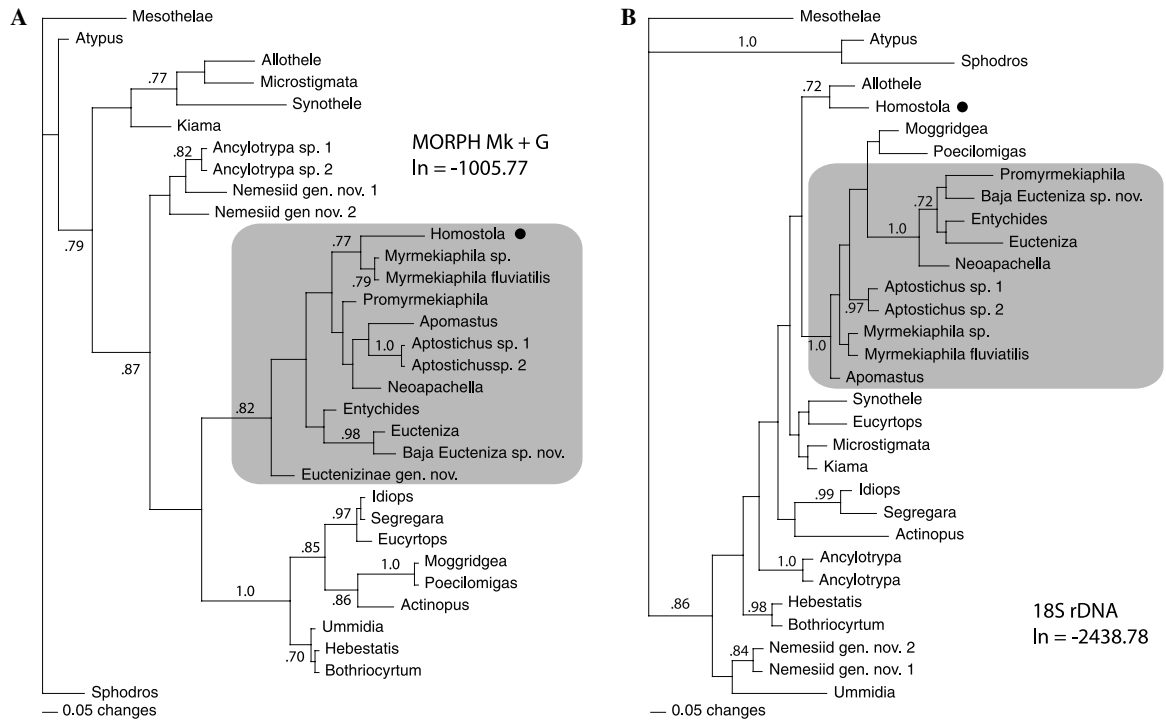 A
Mesothelae
Atypus
Allothele
.77
Microstigmata
Synothele
Kiama
MORPH Mk + G
ln = -1005.77
Ancylotrypa sp. 1
.82
Ancylotrypa sp. 2
Nemesiid gen. nov. 1
Nemesiid gen nov. 2
.79
Homostola
.77
Myrmekiaphila sp.
.79
Myrmekiaphila fluviatilis
Promyrmekiaphila
Apomastus
Aptostichus sp. 1
1.0
Aptostichussp. 2
.87
Neoapachella
.82
Entychides
Eucteniza
.98
Baja Eucteniza sp. nov.
Euctenizinae gen. nov.
Idiops
.97
Segregara
Eucyrtops
.85
Moggridgea
1.0
Poecilomigas
1.0
.86
Actinopus
Ummidia
Hebestatis
.70
Bothriocyrtum
Sphodros
0.05 changes
B
Mesothelae
1.0
Atypus
Sphodros
.72
Allothele
Homostola
Moggridgea
Poecilomigas
Promyrmekiaphila
.72
Baja Eucteniza sp. nov.
Entychides
1.0
Eucteniza
Neoapachella
Aptostichus sp. 1
.97
Aptostichus sp. 2
Myrmekiaphila sp.
1.0
Myrmekiaphila fluviatilis
Apomastus
Synothele
Eucyrtops
Microstigmata
Kiama
.99
Idiops
Segregara
Actinopus
1.0
Ancylotrypa
Ancylotrypa
.98
Hebestatis
.86
Bothriocyrtum
18S rDNA
ln = -2438.78
.84
Nemesiid gen. nov. 2
Nemesiid gen. nov. 1
Ummidia
0.05 changes